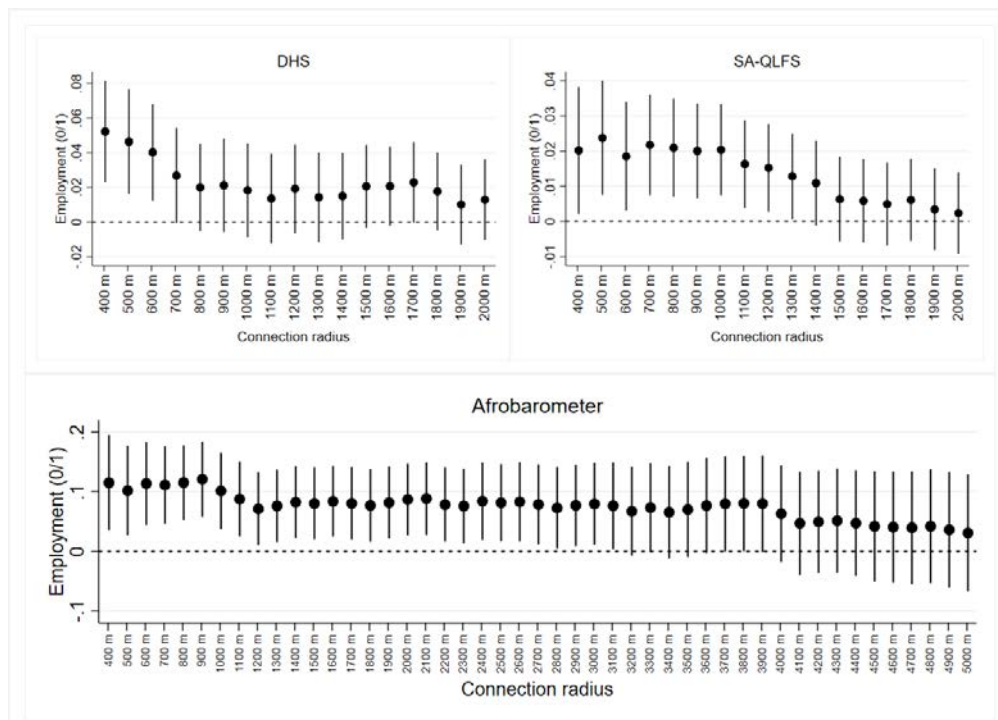 DHS
Employment (0/1)
.08
.06
.04
.02
0
-.02
400 m
500 m
600 m
700 m
800 m
900 m
1000 m
1100 m
1200 m
1300 m
1400 m
1500 m
1600 m
1700 m
1800 m
1900 m
2000 m
Connection radius
SA-QLFS
Employment (0/1)
.04
.03
.02
.01
0
-.01
400 m
500 m
600 m
700 m
800 m
900 m
1000 m
1100 m
1200 m
1300 m
1400 m
1500 m
1600 m
1700 m
1800 m
1900 m
2000 m
Connection radius
Afrobarometer
Employment (0/1)
.2
.1
0
-.1
400 m
500 m
600 m
700 m
800 m
900 m
1000 m
1100 m
1200 m
1300 m
1400 m
1500 m
1600 m
1700 m
1800 m
1900 m
2000 m
2100 m
2200 m
2300 m
2400 m
2500 m
2600 m
2700 m
2800 m
2900 m
3000 m
3100 m
3200 m
3300 m
3400 m
3500 m
3600 m
3700 m
3800 m
3900 m
4000 m
4100 m
4200 m
4300 m
4400 m
4500 m
4600 m
4700 m
4800 m
4900 m
5000 m
Connection radius